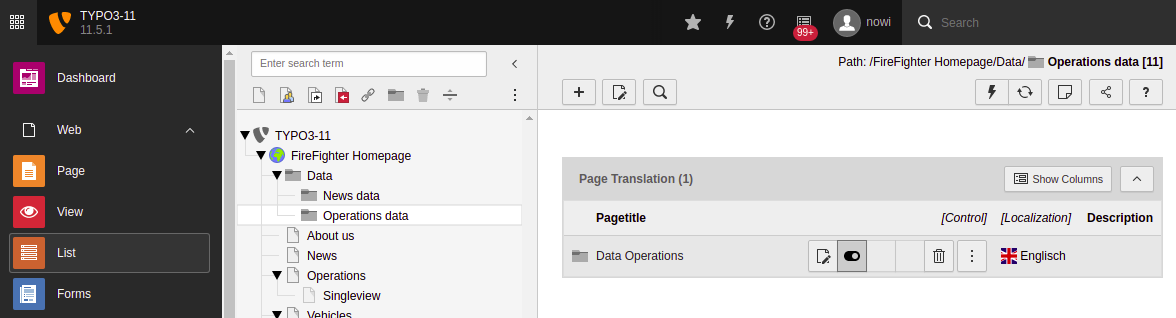 TYPO3-11
11.5.1
99+
nowi
Search
Dashboard
Web
Page
View
List
Forms
Enter search term
TYPO3-11
FireFighter Homepage
Data
News data
Operations data
About us
News
Operations
Singleview
Vehicles
Path: /FireFighter Homepage/Data/ Operations data [11]
Page Translation (1)
Show Columns
Pagetitle [Control] [Localization] Description
Data Operations Englisch